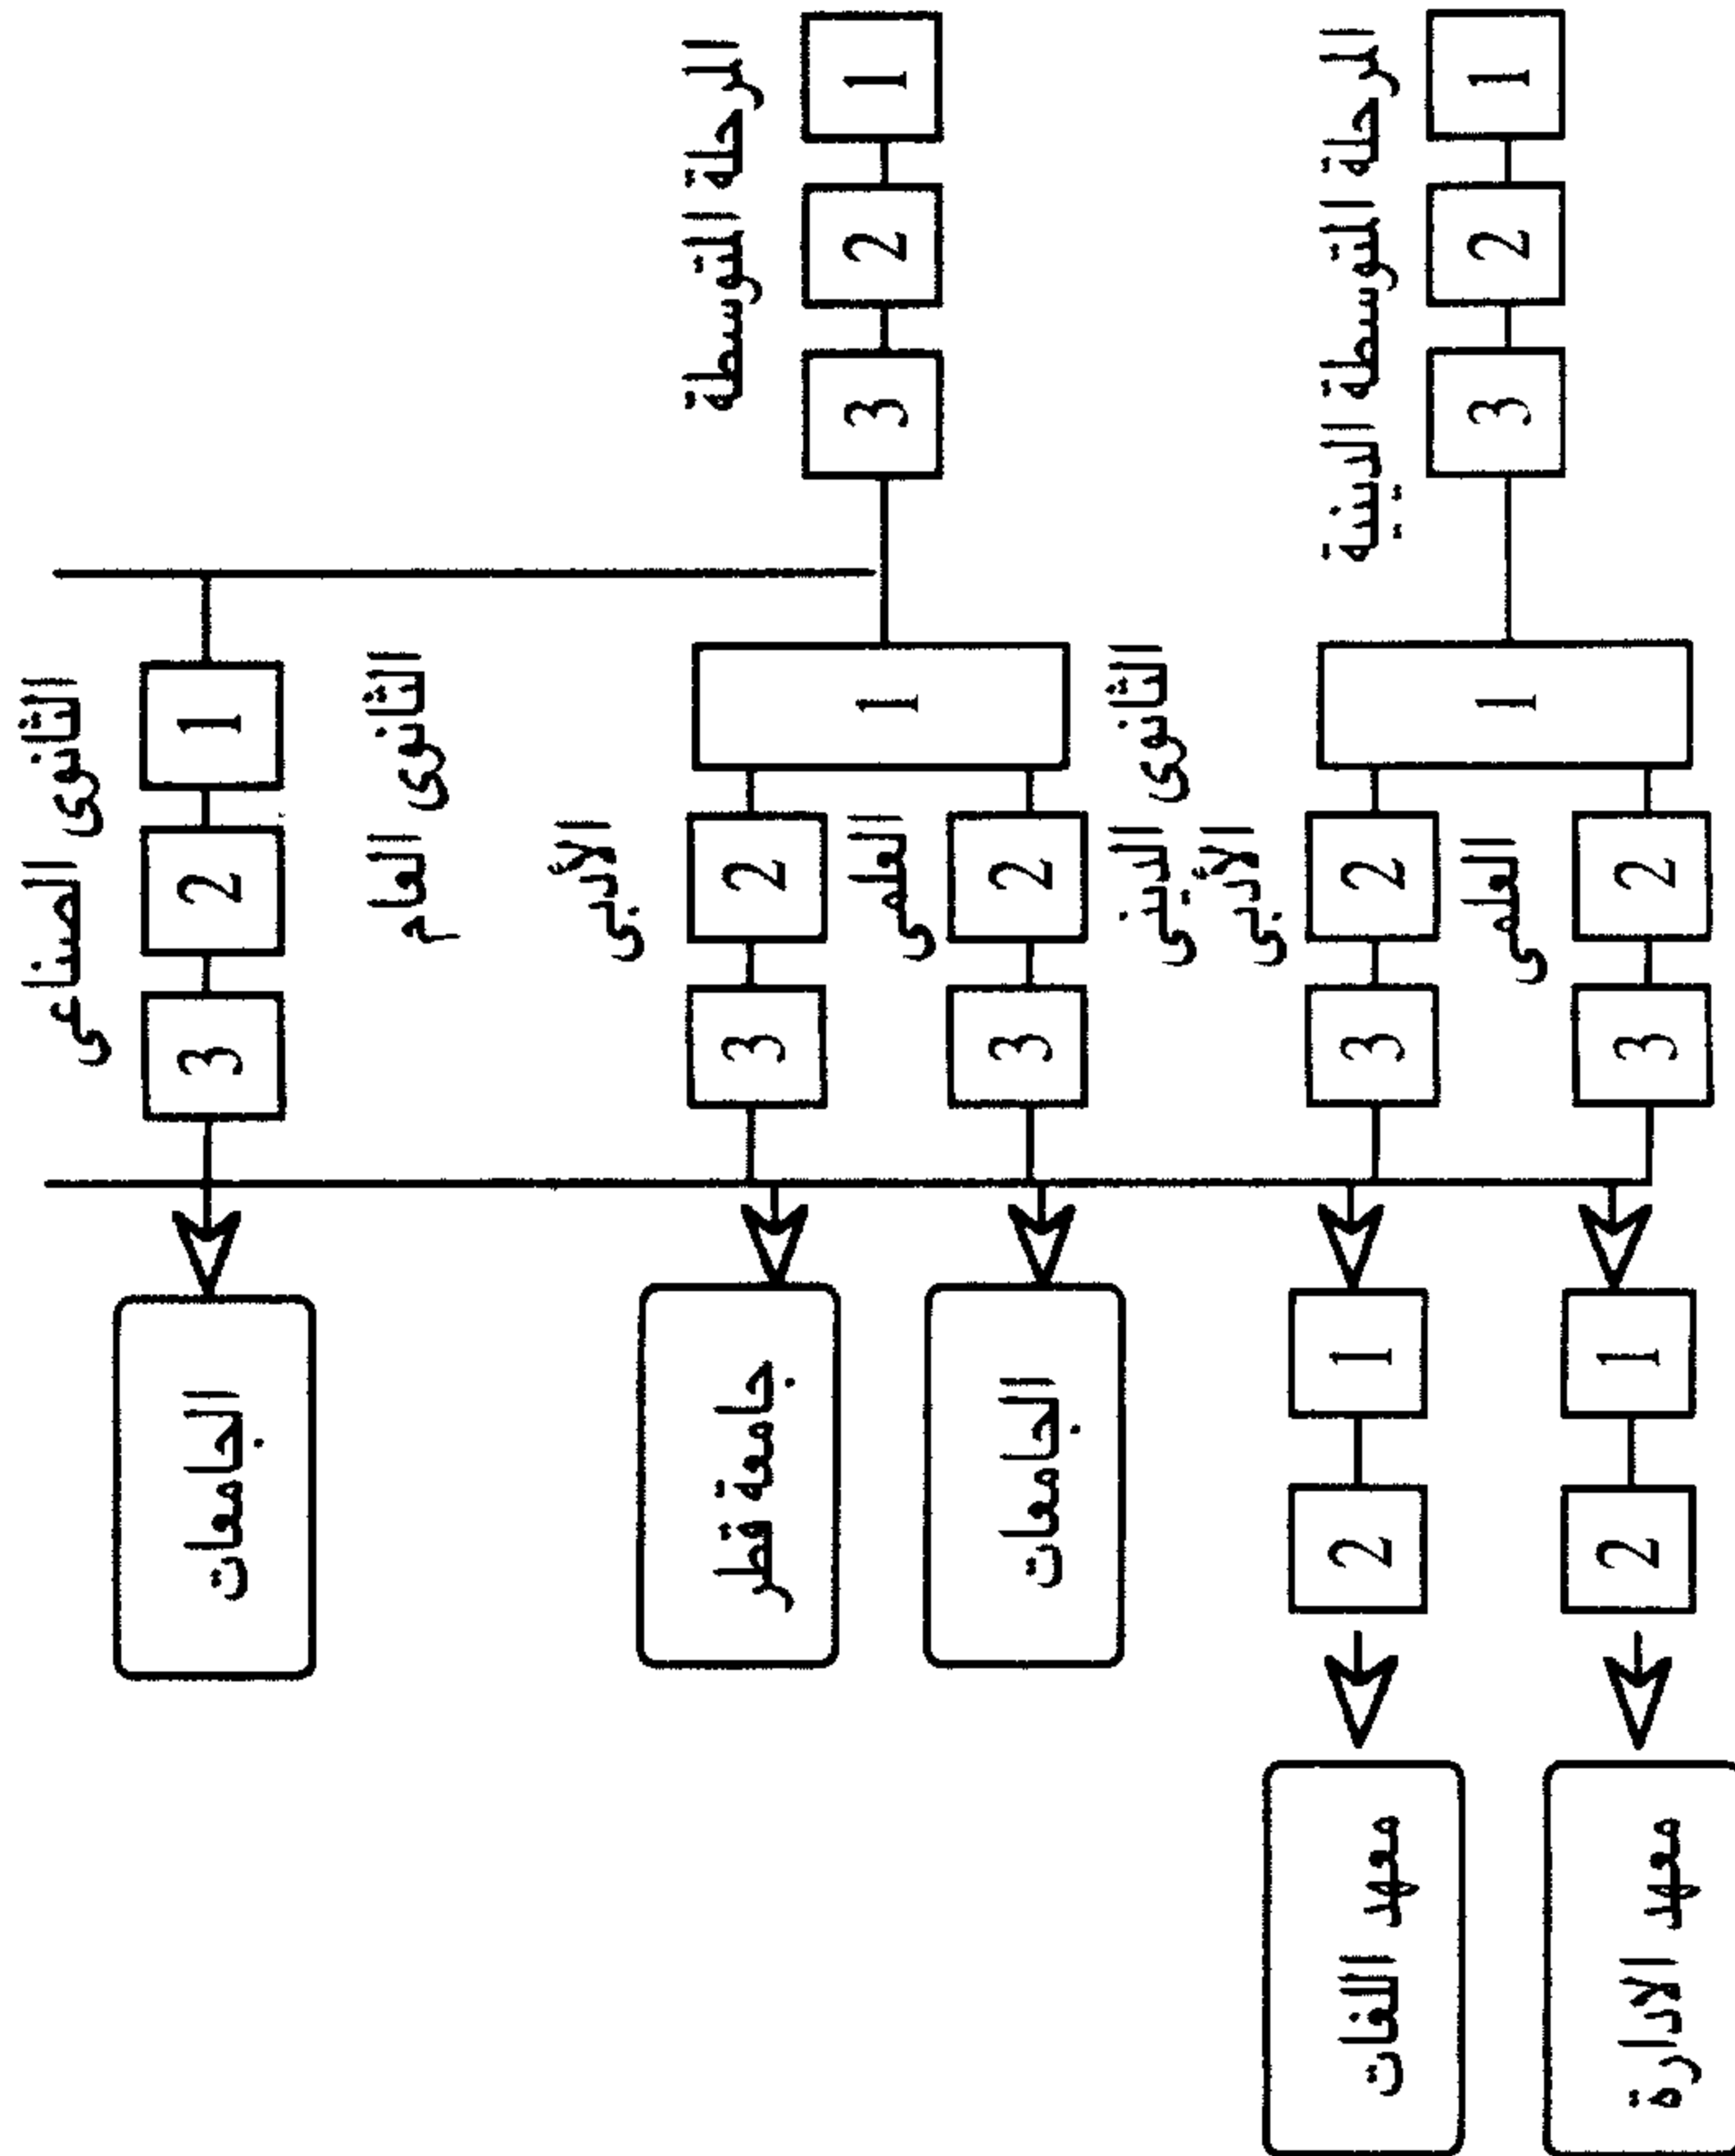 المرحلة المتوسطة
1
2
3
المرحلة المتوسطة الدينية
1
2
3
الثانوى الصناعى
1
2
3
الثانوى العام
1
الأدبى
2
3
العلمى
2
3
الثانوى الدينى
1
الأدبى
2
3
العلمى
2
3
الجامعات
جامعة قطر
الجامعات
1
2
معهد اللغات
1
2
معهد الادارة